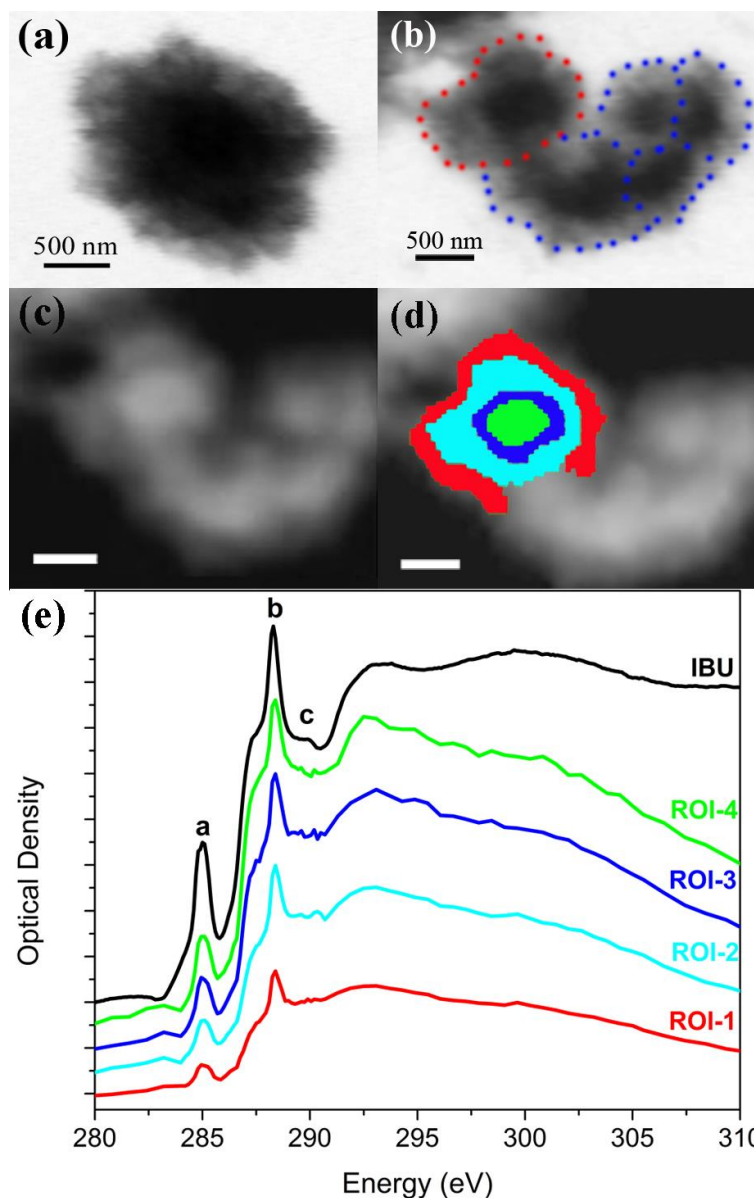 (a)
500 nm
(b)
500 nm
(c)
(d)
(e)
b
IBU
c
a
ROI-4
ROI-3
ROI-2
ROI-1
Optical Density
280 285 290 295 300 305 310
Energy (eV)